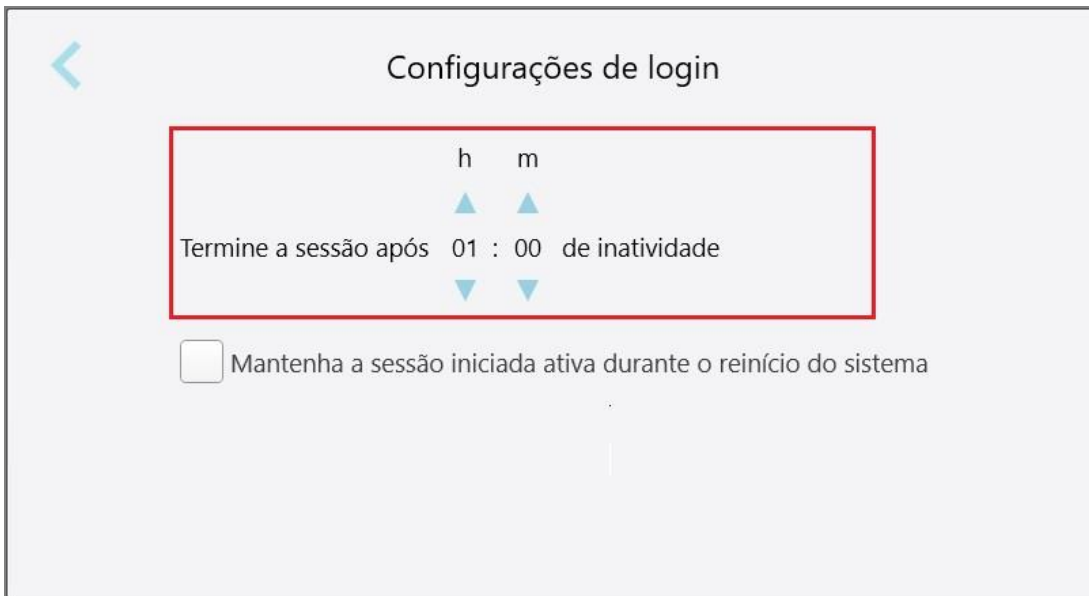 Configurações de login
h m
Termine a sessão após 01 : 00 de inatividade
Mantenha a sessão iniciada ativa durante o reinício do sistema